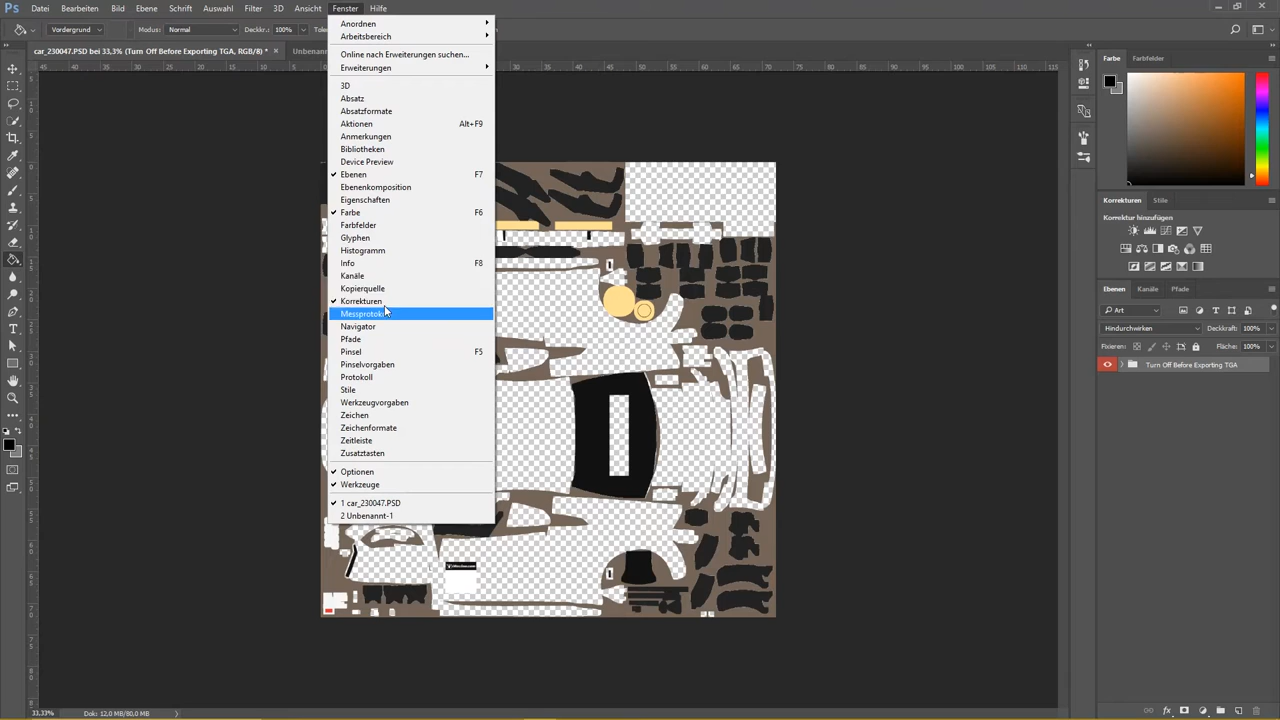 Ps Datei Bearbeiten Bild Ebene Schrift Auswahl Filter 3D Ansicht Fenster Hilfe
Vordergrund Modus: Normal Deckkr.: 100%
car_230047.PSD bei 33,3% (Turn Off Before Exporting TGA, RGB/8) * ×
Anordnen
Arbeitsbereich
Online nach Erweiterungen suchen...
Erweiterungen
3D
Absatz
Absatzformate
Aktionen Alt+F9
Anmerkungen
Bibliotheken
Device Preview
Ebenen F7
Ebenenkomposition
Eigenschaften
Farbe F6
Farbfelder
Glyphen
Histogramm
Info F8
Kanäle
Kopierquelle
Korrekturen
Navigator
Pfade
Pinsel F5
Pinselvorgaben
Protokoll
Stile
Werkzeugvorgaben
Zeichen
Zeichenformate
Zeitleiste
Zusatztasten
Optionen
Werkzeuge
1 car_230047.PSD
2 Unbenannt-1
Farbe Farbfelder
Korrekturen Stile
Korrektur hinzufügen
Ebenen Kanäle Pfade
Art
Hindurchwirken Deckkraft: 100%
Fixieren: Fläche: 100%
Turn Off Before Exporting TGA
33,33% Dok: 12,0 MB/80,0 MB